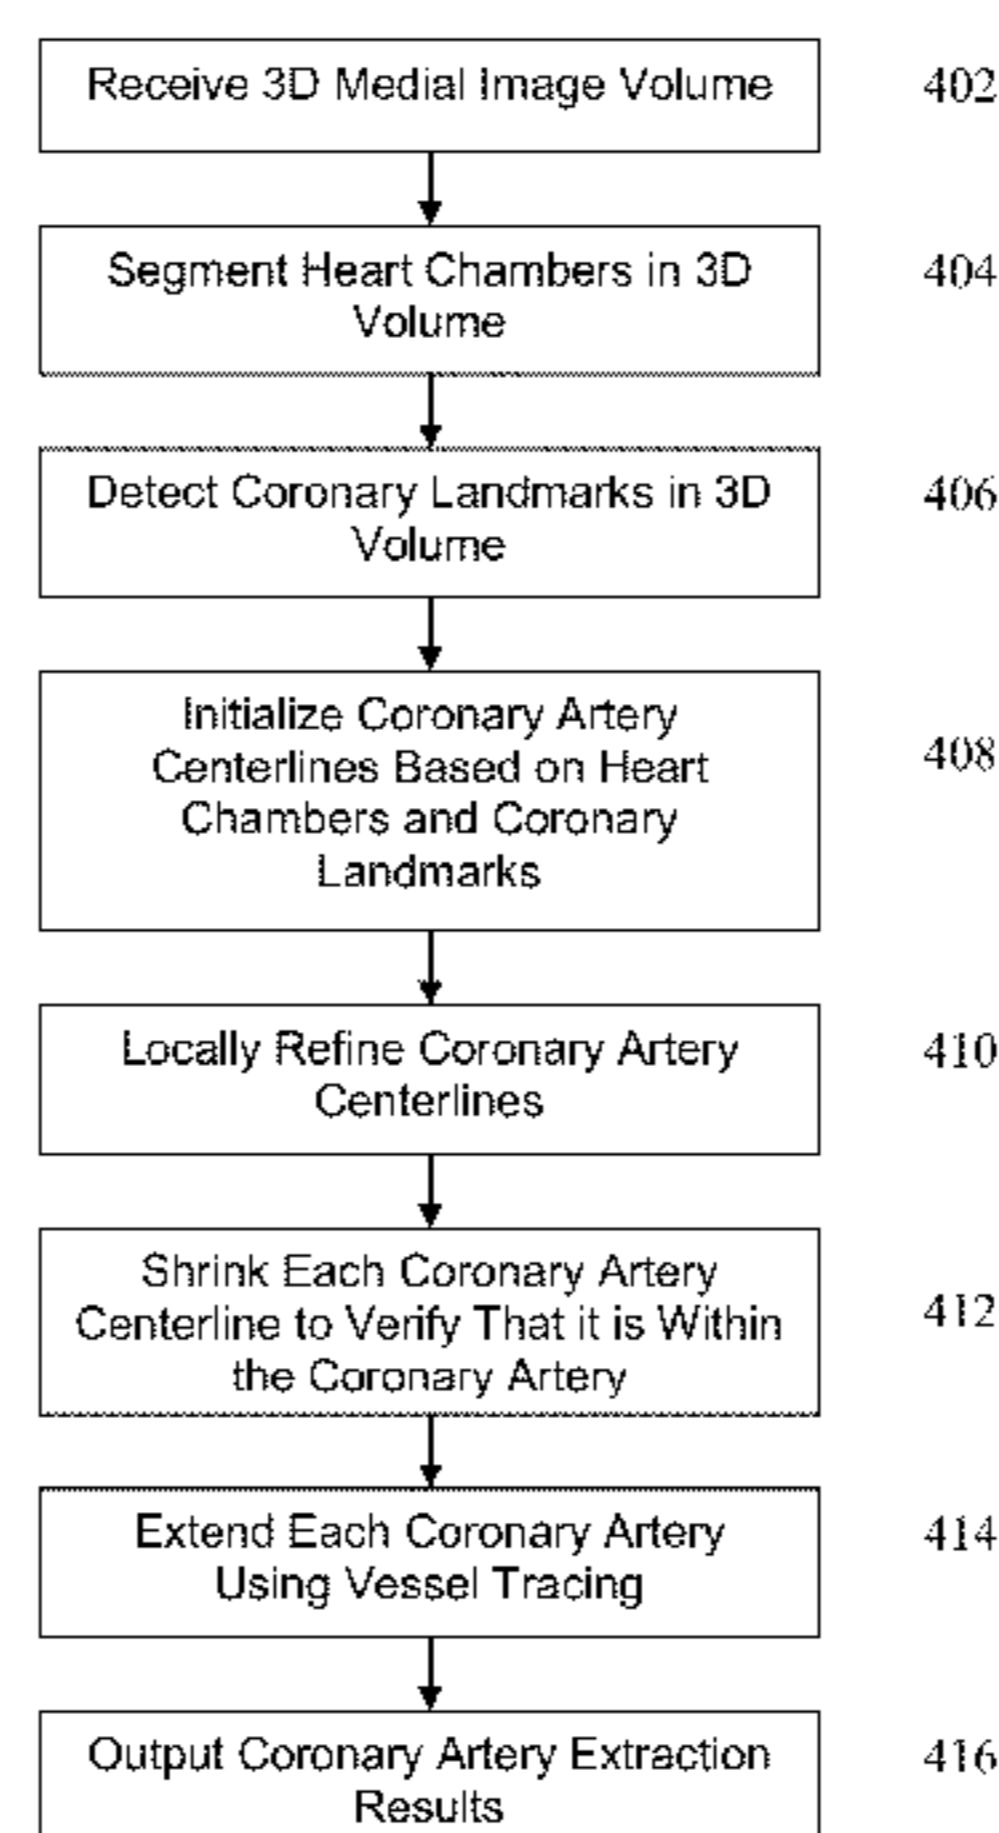 Receive 3D Medial Image Volume
402
Segment Heart Chambers in 3D
Volume
404
Detect Coronary Landmarks in 3D
Volume
406
Initialize Coronary Artery
Centerlines Based on Heart
Chambers and Coronary
Landmarks
408
Locally Refine Coronary Artery
Centerlines
410
Shrink Each Coronary Artery
Centerline to Verify That it is Within
the Coronary Artery
412
Extend Each Coronary Artery
Using Vessel Tracing
414
Output Coronary Artery Extraction
Results
416